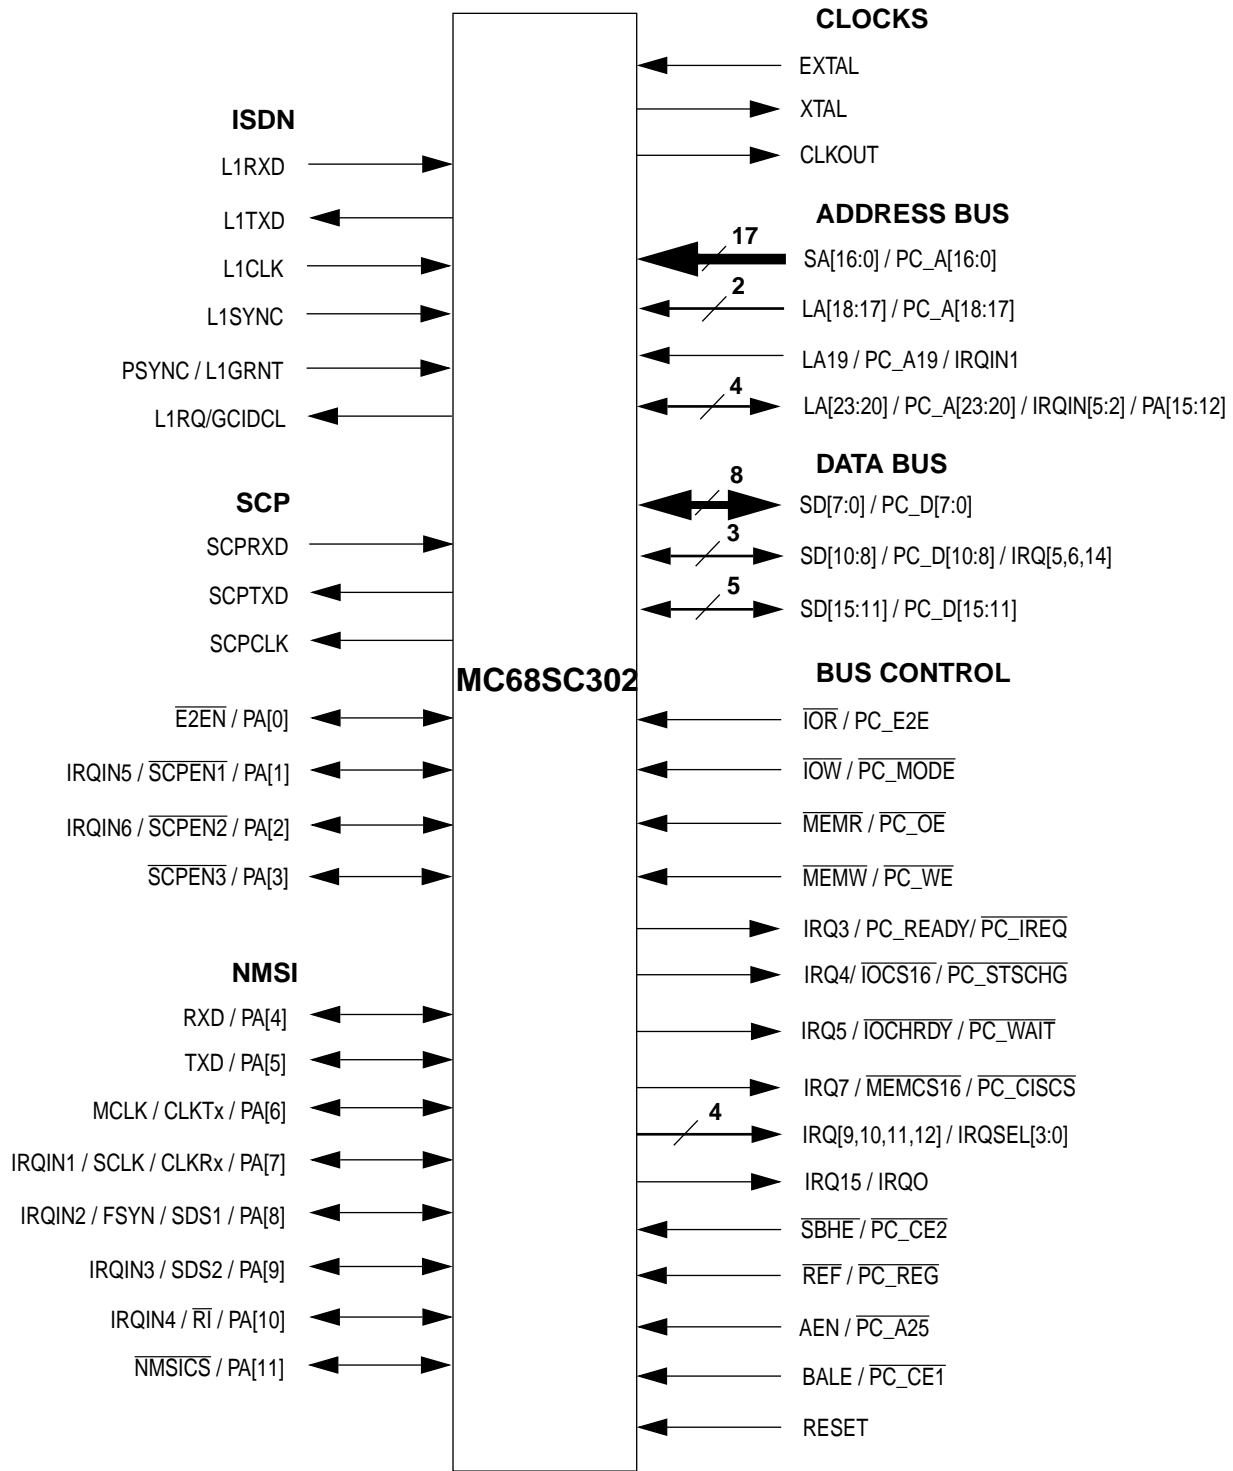 ISDN
L1RXD
L1TXD
L1CLK
L1SYNC
PSYNC / L1GRNT
L1RQ/GCIDCL
SCP
SCPRXD
SCPTXD
SCPCLK
E2EN / PA[0]
IRQIN5 / SCPEN1 / PA[1]
IRQIN6 / SCPEN2 / PA[2]
SCPEN3 / PA[3]
NMSI
RXD / PA[4]
TXD / PA[5]
MCLK / CLKTx / PA[6]
IRQIN1 / SCLK / CLKRx / PA[7]
IRQIN2 / FSYN / SDS1 / PA[8]
IRQIN3 / SDS2 / PA[9]
IRQIN4 / RI / PA[10]
NMSICS / PA[11]
MC68SC302
CLOCKS
EXTAL
XTAL
CLKOUT
ADDRESS BUS
17
SA[16:0] / PC_A[16:0]
2
LA[18:17] / PC_A[18:17]
LA19 / PC_A19 / IRQIN1
4
LA[23:20] / PC_A[23:20] / IRQIN[5:2] / PA[15:12]
DATA BUS
8
SD[7:0] / PC_D[7:0]
3
SD[10:8] / PC_D[10:8] / IRQ[5,6,14]
5
SD[15:11] / PC_D[15:11]
BUS CONTROL
IOR / PC_E2E
IOW / PC_MODE
MEMR / PC_OE
MEMW / PC_WE
IRQ3 / PC_READY/ PC_IREQ
IRQ4/ IOCS16 / PC_STSCHG
IRQ5 / IOCHRDY / PC_WAIT
IRQ7 / MEMCS16 / PC_CISCS
4
IRQ[9,10,11,12] / IRQSEL[3:0]
IRQ15 / IRQO
SBHE / PC_CE2
REF / PC_REG
AEN / PC_A25
BALE / PC_CE1
RESET